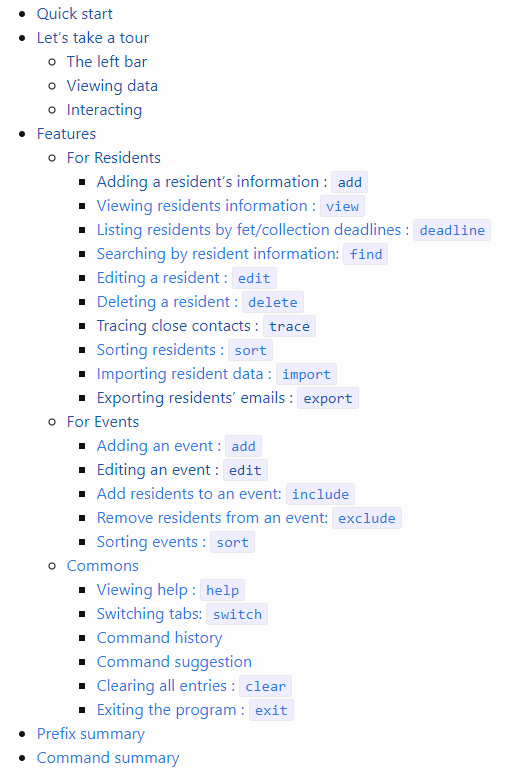 Quick start
Let’s take a tour
The left bar
Viewing data
Interacting
Features
For Residents
Adding a resident’s information : add
Viewing residents information : view
Listing residents by fet/collection deadlines : deadline
Searching by resident information: find
Editing a resident : edit
Deleting a resident : delete
Tracing close contacts : trace
Sorting residents : sort
Importing resident data : import
Exporting residents’ emails : export
For Events
Adding an event : add
Editing an event : edit
Add residents to an event: include
Remove residents from an event: exclude
Sorting events : sort
Commons
Viewing help : help
Switching tabs: switch
Command history
Command suggestion
Clearing all entries : clear
Exiting the program : exit
Prefix summary
Command summary